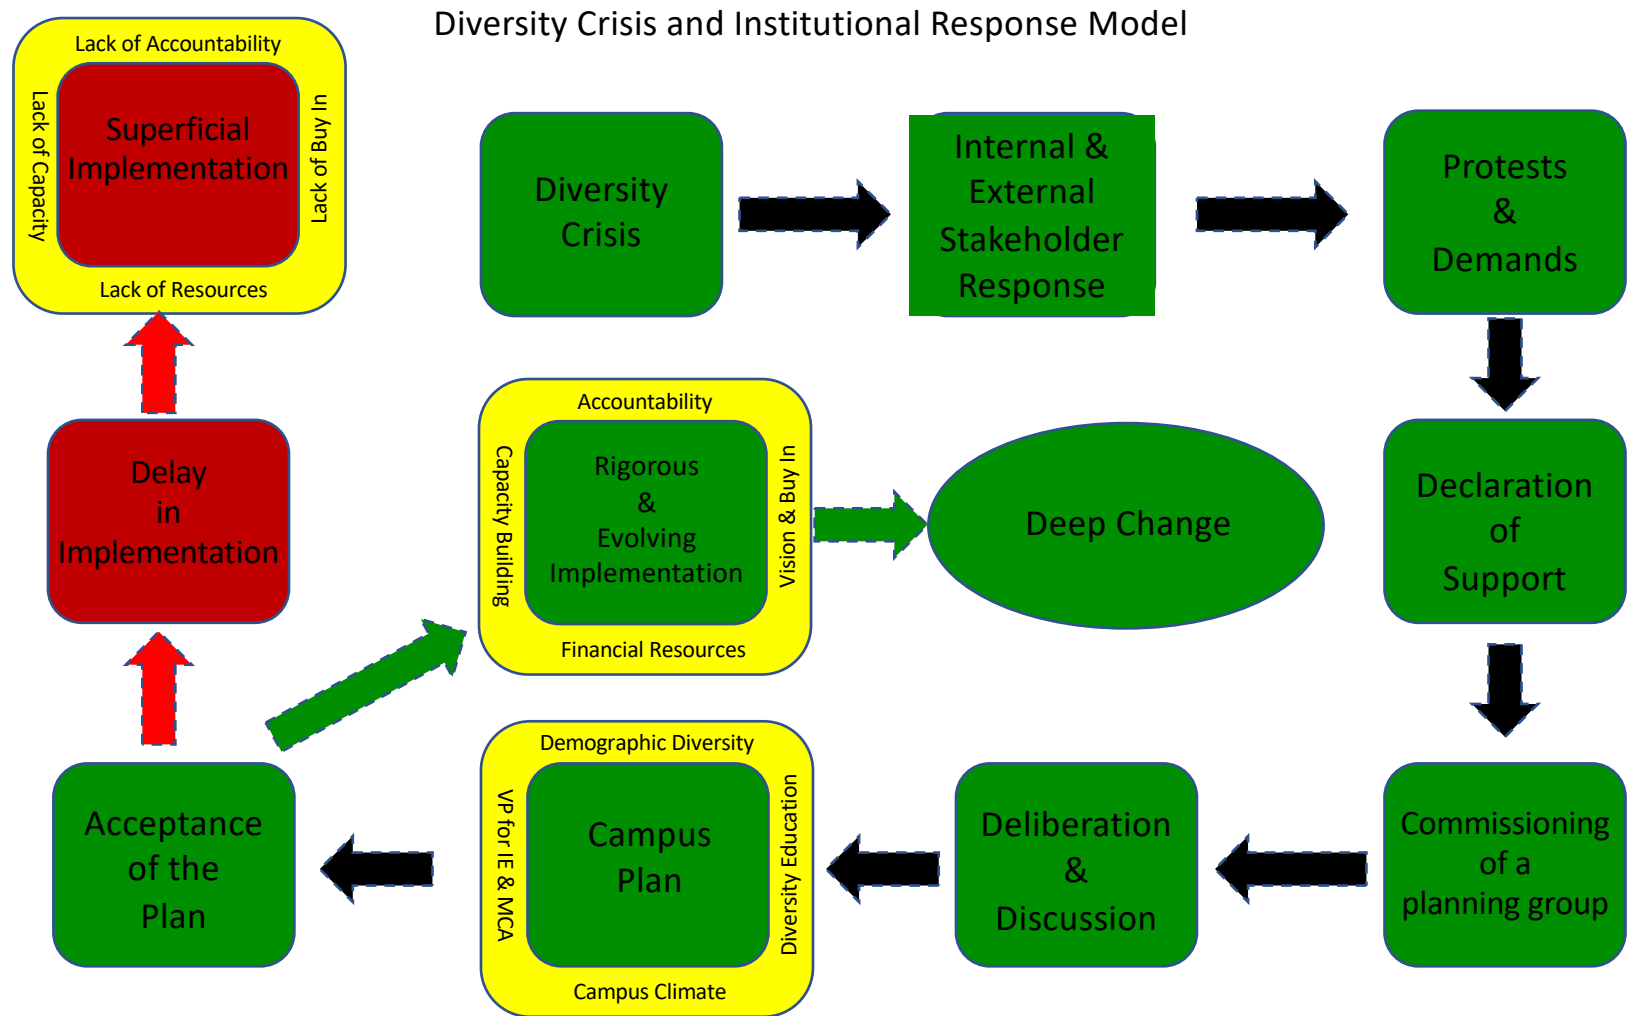 Diversity Crisis and Institutional Response Model
Lack of Accountability
Lack of Capacity
Superficial
Implementation
Lack of Buy In
Lack of Resources
Diversity
Crisis
Internal &
External
Stakeholder
Response
Protests
&
Demands
Delay
in
Implementation
Accountability
Capacity Building
Rigorous
&
Evolving
Implementation
Vision & Buy In
Financial Resources
Deep Change
Declaration
of
Support
Acceptance
of the
Plan
Demographic Diversity
VP for IE & MCA
Campus
Plan
Diversity Education
Campus Climate
Deliberation
&
Discussion
Commissioning
of a
planning group